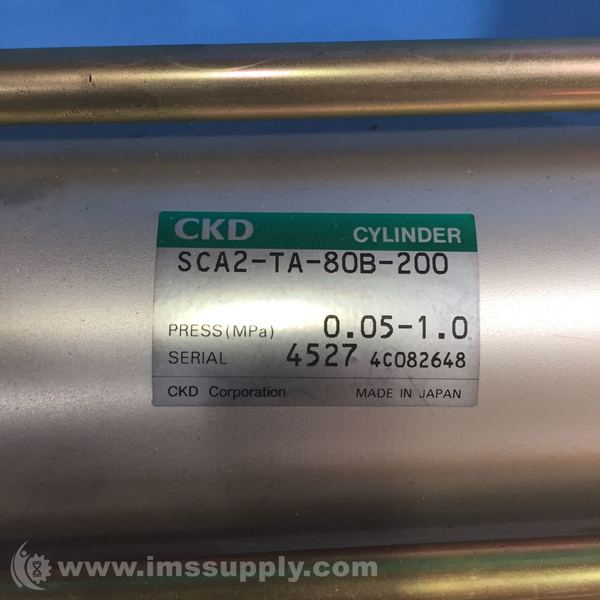 CKD CYLINDER
SCA2-TA-80B-200
PRESS(MPa) 0.05-1.0
SERIAL 4527 4C082648
CKD Corporation MADE IN JAPAN
www.imssupply.com